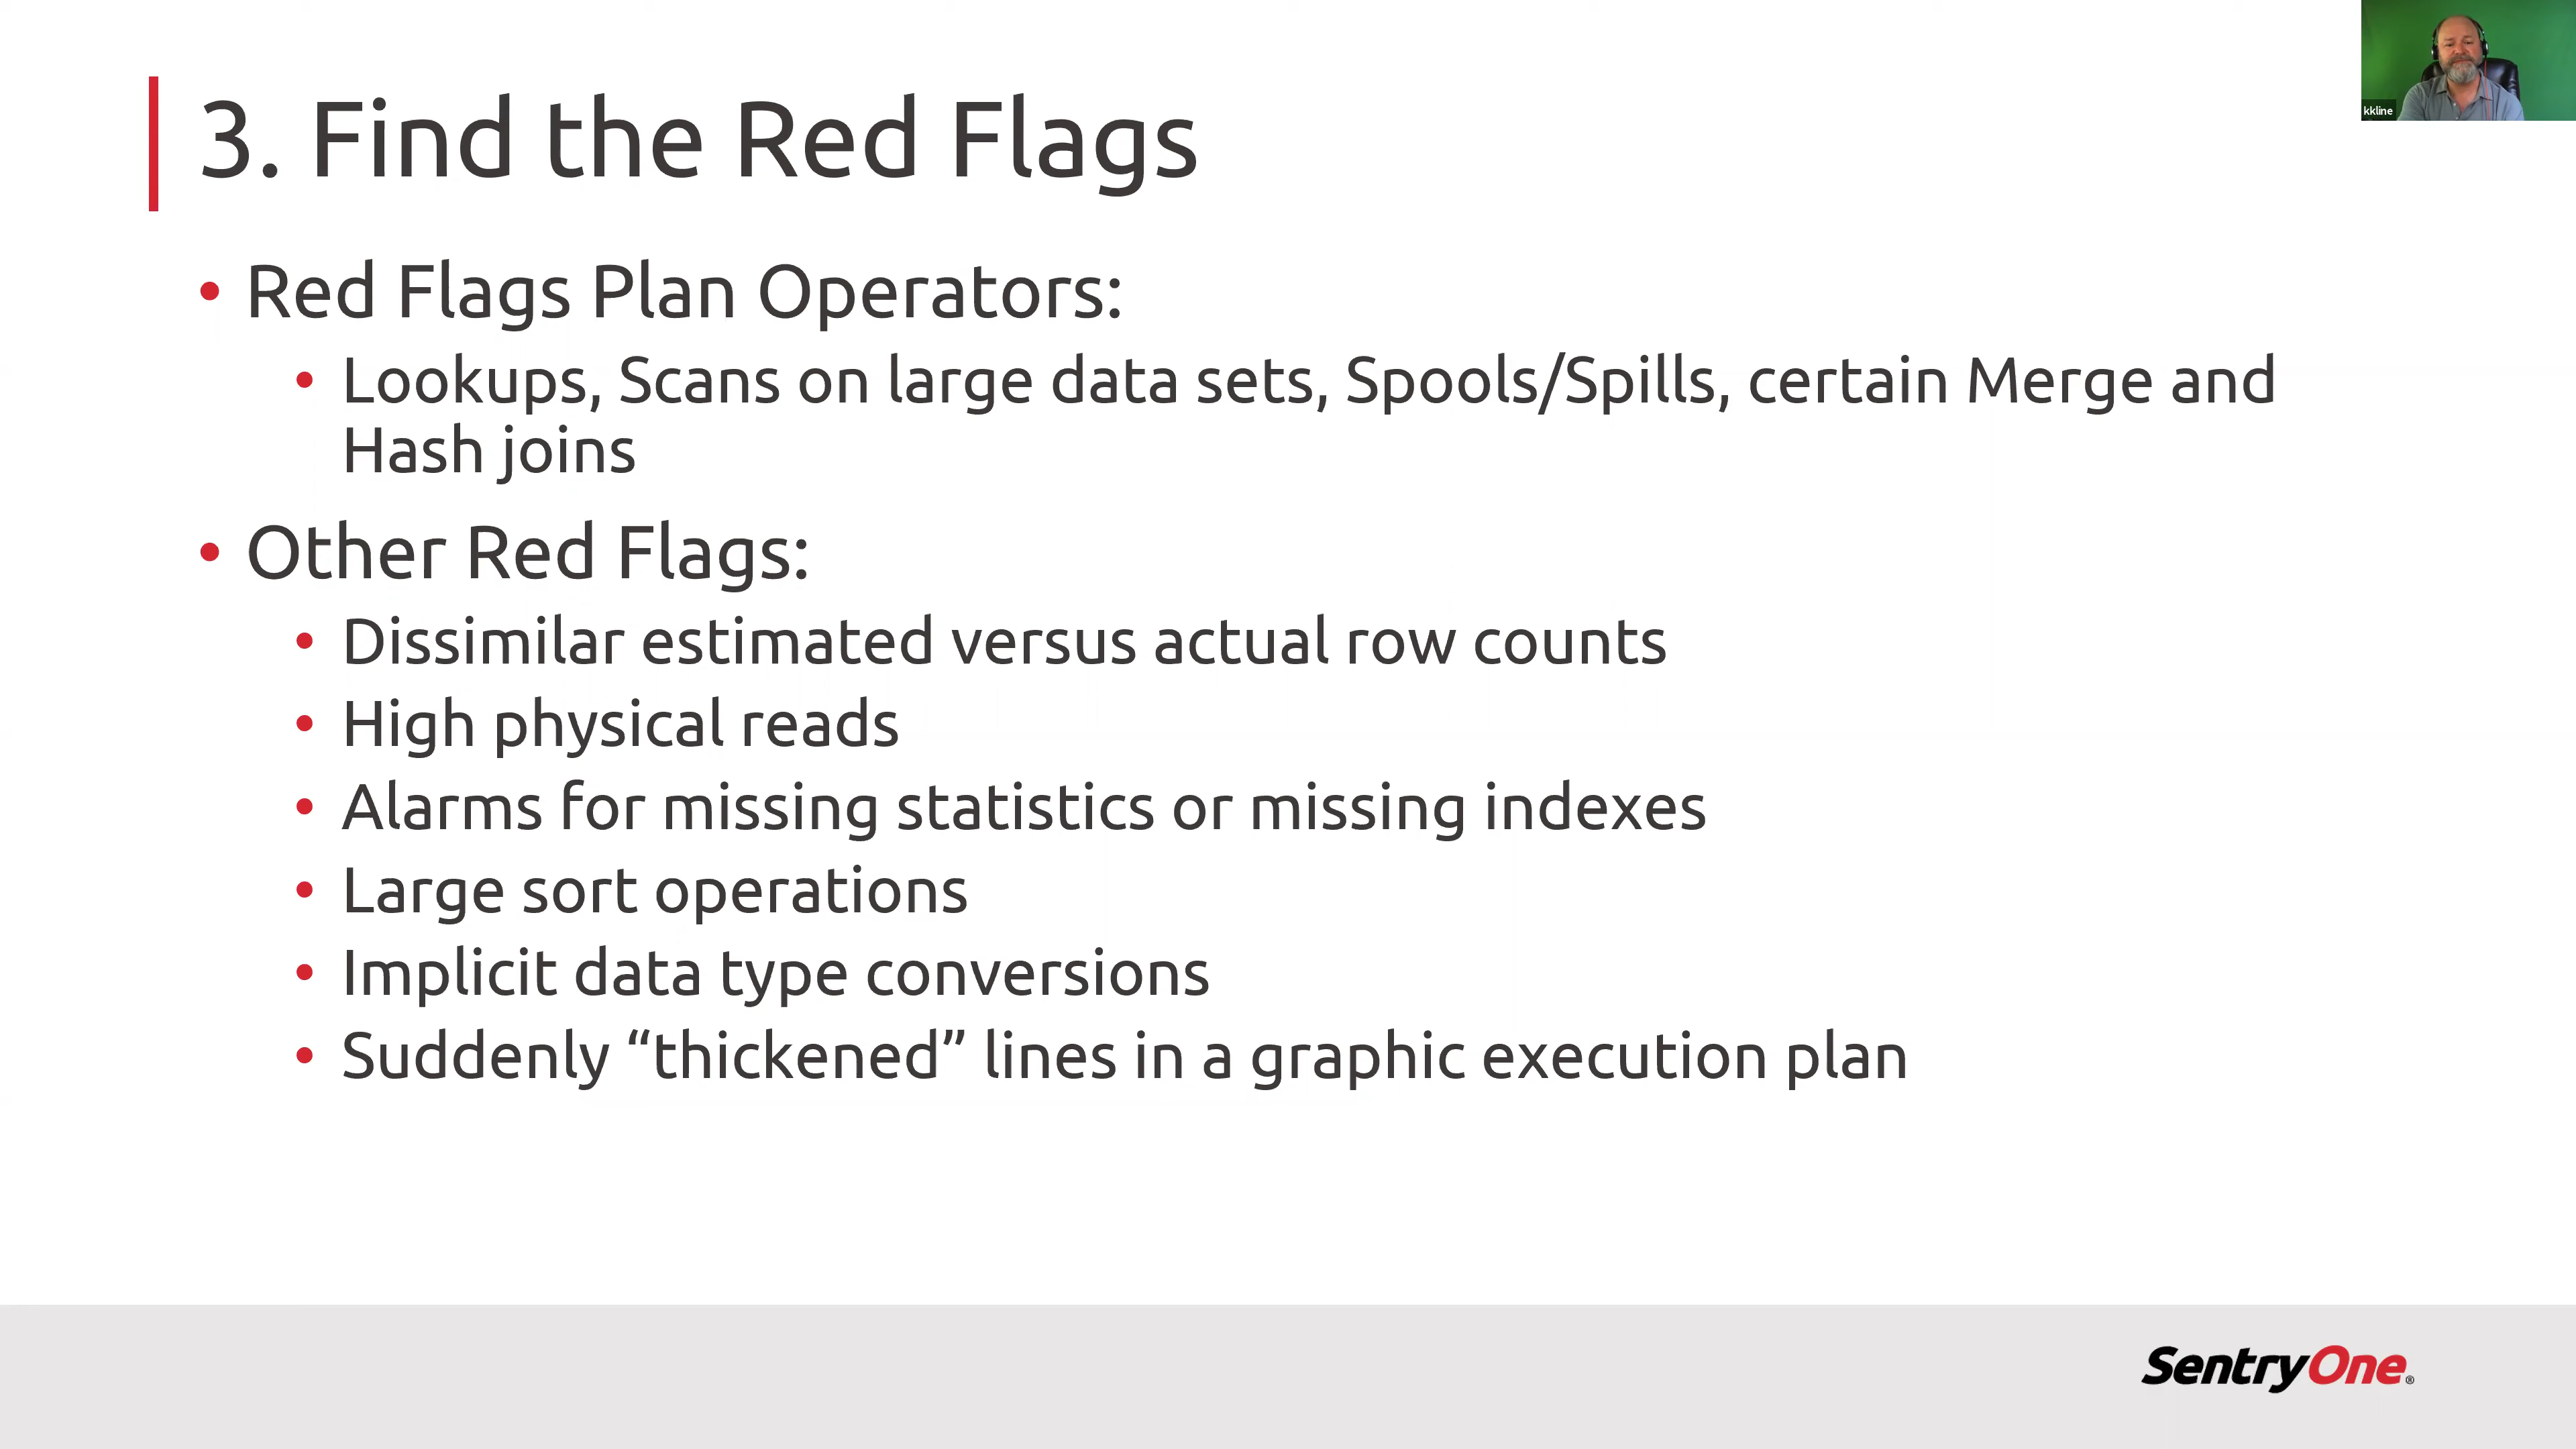 3. Find the Red Flags
kkline
• Red Flags Plan Operators:
• Lookups, Scans on large data sets, Spools/Spills, certain Merge and
Hash joins
• Other Red Flags:
• Dissimilar estimated versus actual row counts
• High physical reads
• Alarms for missing statistics or missing indexes
• Large sort operations
• Implicit data type conversions
• Suddenly “thickened” lines in a graphic execution plan
SentryOne®